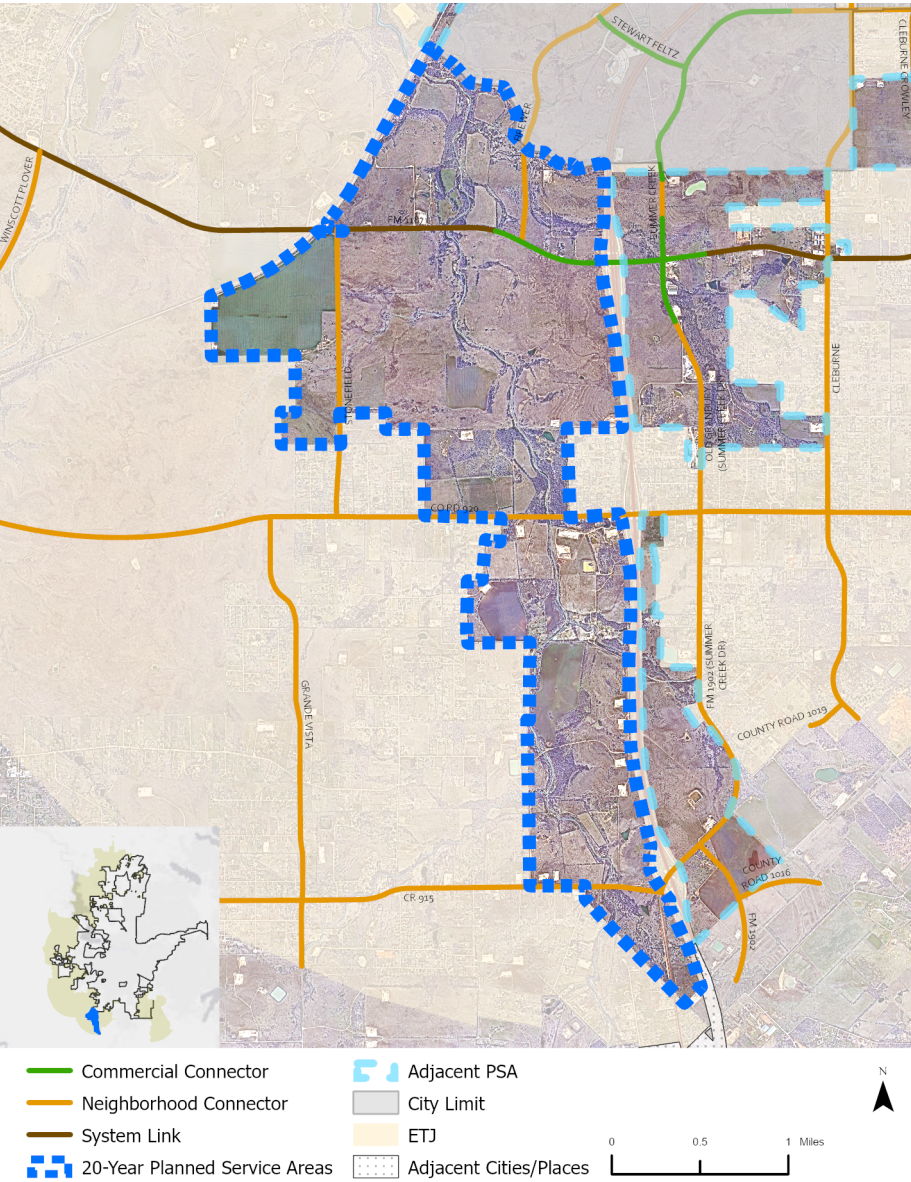 STEWART FELTZ
CLEBURNE CROWLEY
BREWER
WINSCOTT PLOVER
SUMMER CREEK
FM 1187
STONEFIELD
CLEBURNE
OLD GRANBURY
(SUMMER CREEK DR)
CO RD 920
FM 1902 (SUMMER
CREEK DR)
GRANDE VISTA
COUNTY ROAD 1019
COUNTY
ROAD 1016
CR 915
FM 1902
Commercial Connector
Neighborhood Connector
System Link
20-Year Planned Service Areas
Adjacent PSA
City Limit
ETJ
Adjacent Cities/Places
N
0 0.5 1 Miles